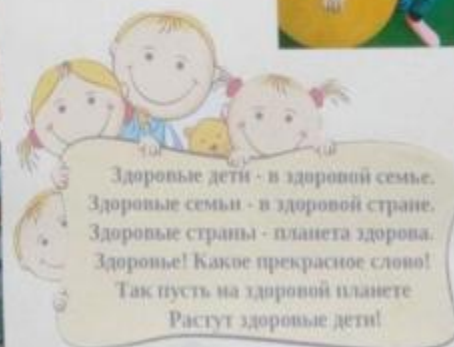 Здоровые дети - в здоровой семье.
Здоровые семьи - в здоровой стране.
Здоровые страны - планета здорова.
Здоровье! Какое прекрасное слово!
Так пусть на здоровой планете
Растут здоровые дети!